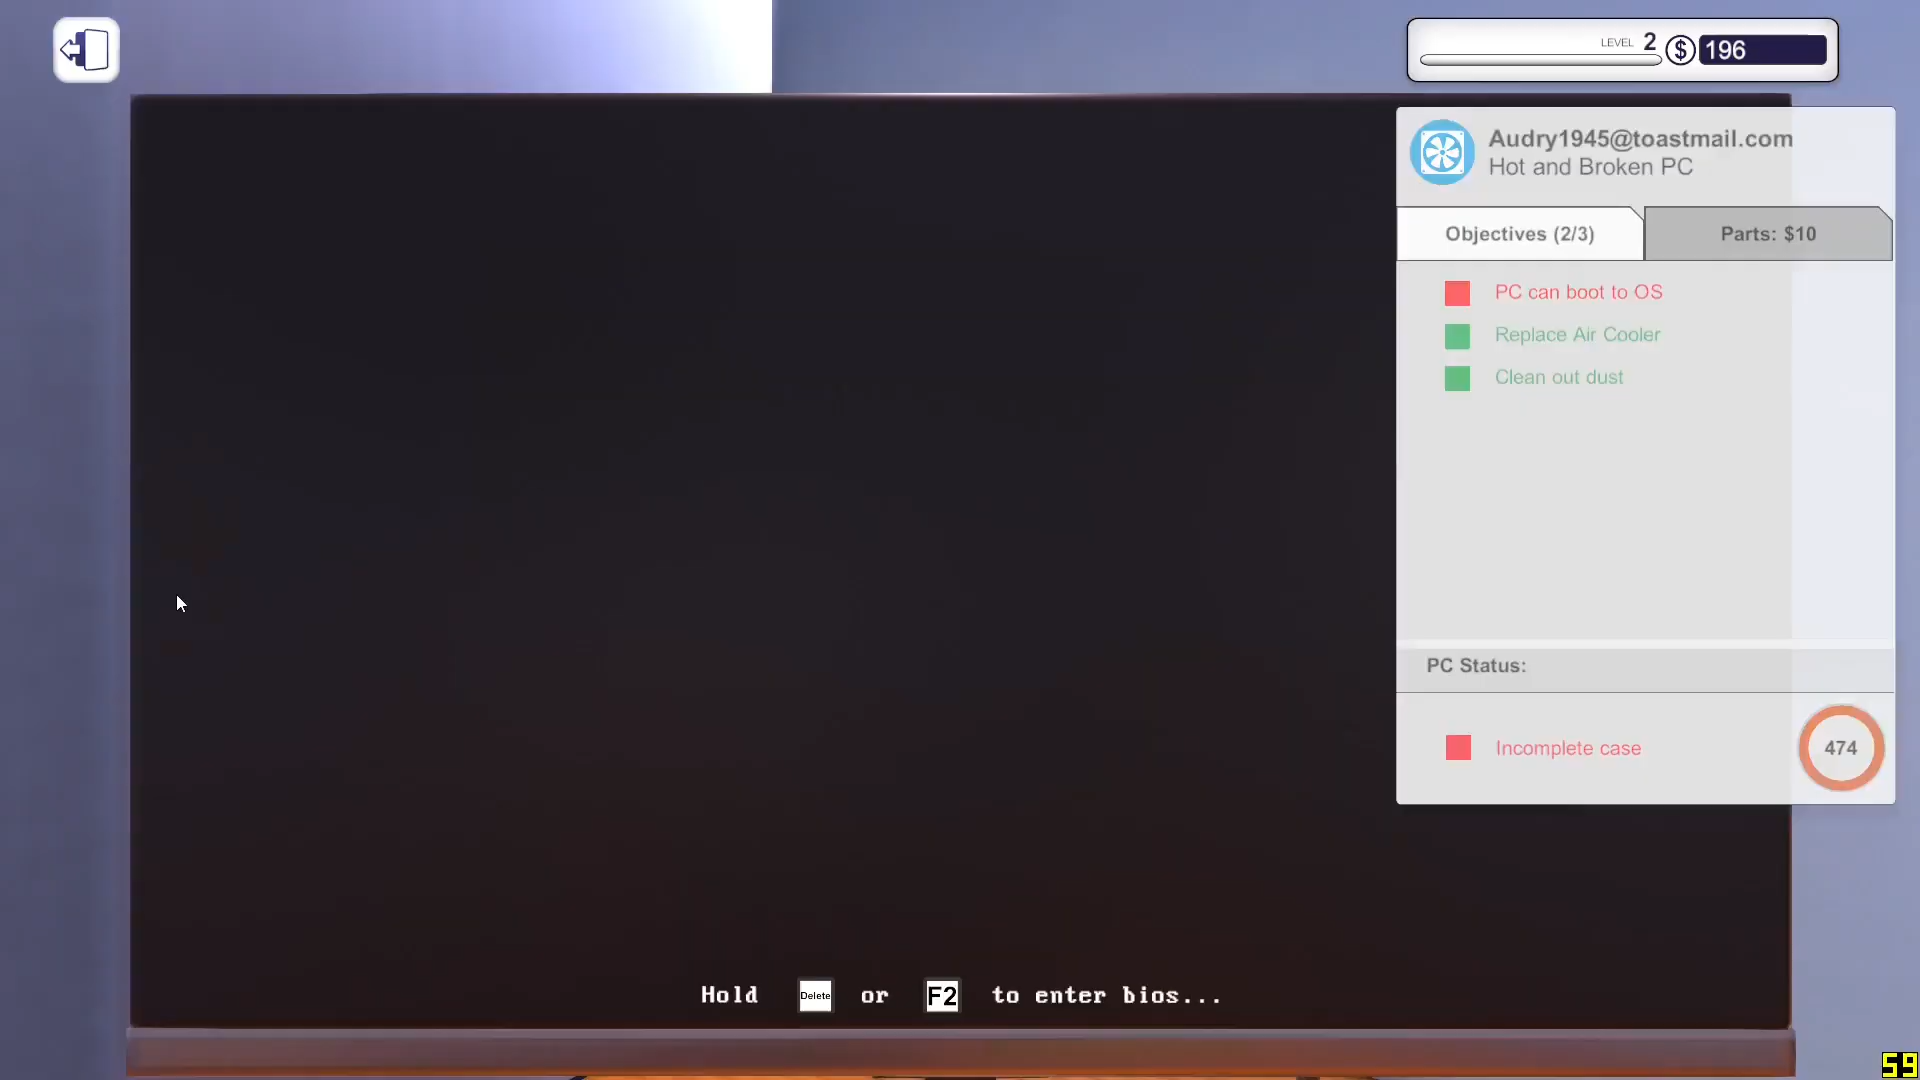 LEVEL 2 $ 196
Audry1945@toastmail.com
Hot and Broken PC
Objectives (2/3)
Parts: $10
PC can boot to OS
Replace Air Cooler
Clean out dust
PC Status:
Incomplete case
474
Hold Delete or F2 to enter bios...
59